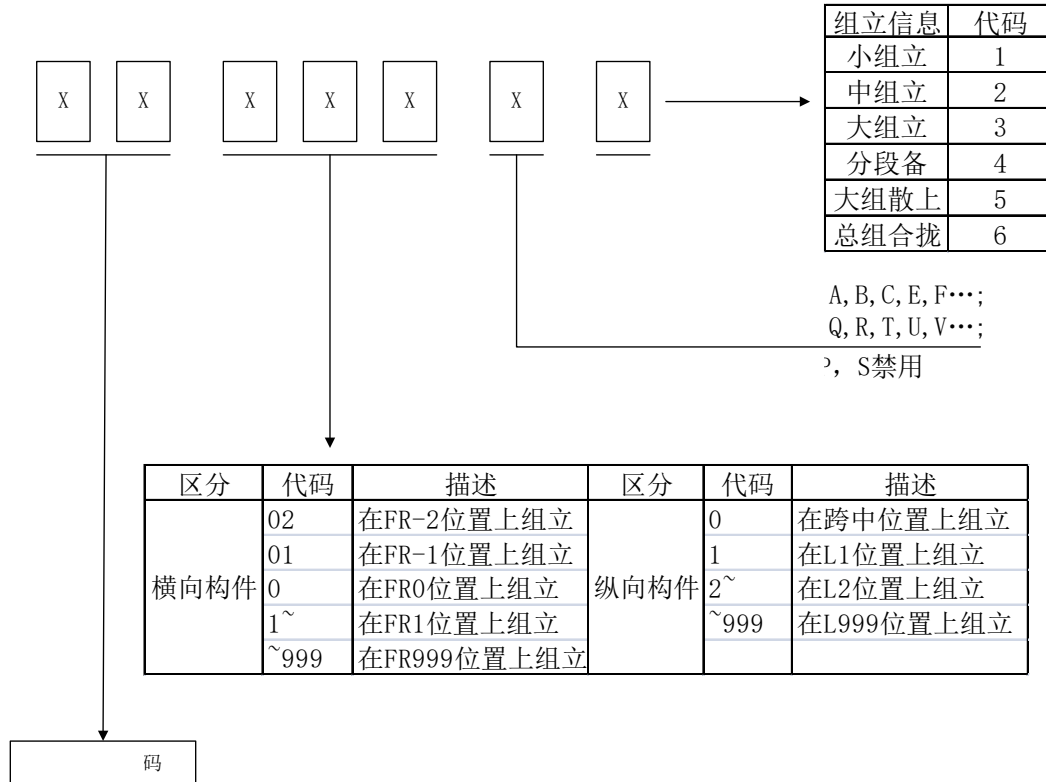 组立信息 代码
小组立 1
中组立 2
大组立 3
分段备 4
大组散上 5
总组合拢 6
X X X X X X X
A,B,C,E,F…;
Q,R,T,U,V…;
，S禁用
区分 代码 描述 区分 代码 描述
横向构件 02 在FR-2位置上组立 纵向构件 0 在跨中位置上组立
01 在FR-1位置上组立 1 在L1位置上组立
0 在FR0位置上组立 2~ 在L2位置上组立
1~ 在FR1位置上组立 ~999 在L999位置上组立
~999 在FR999位置上组立
码